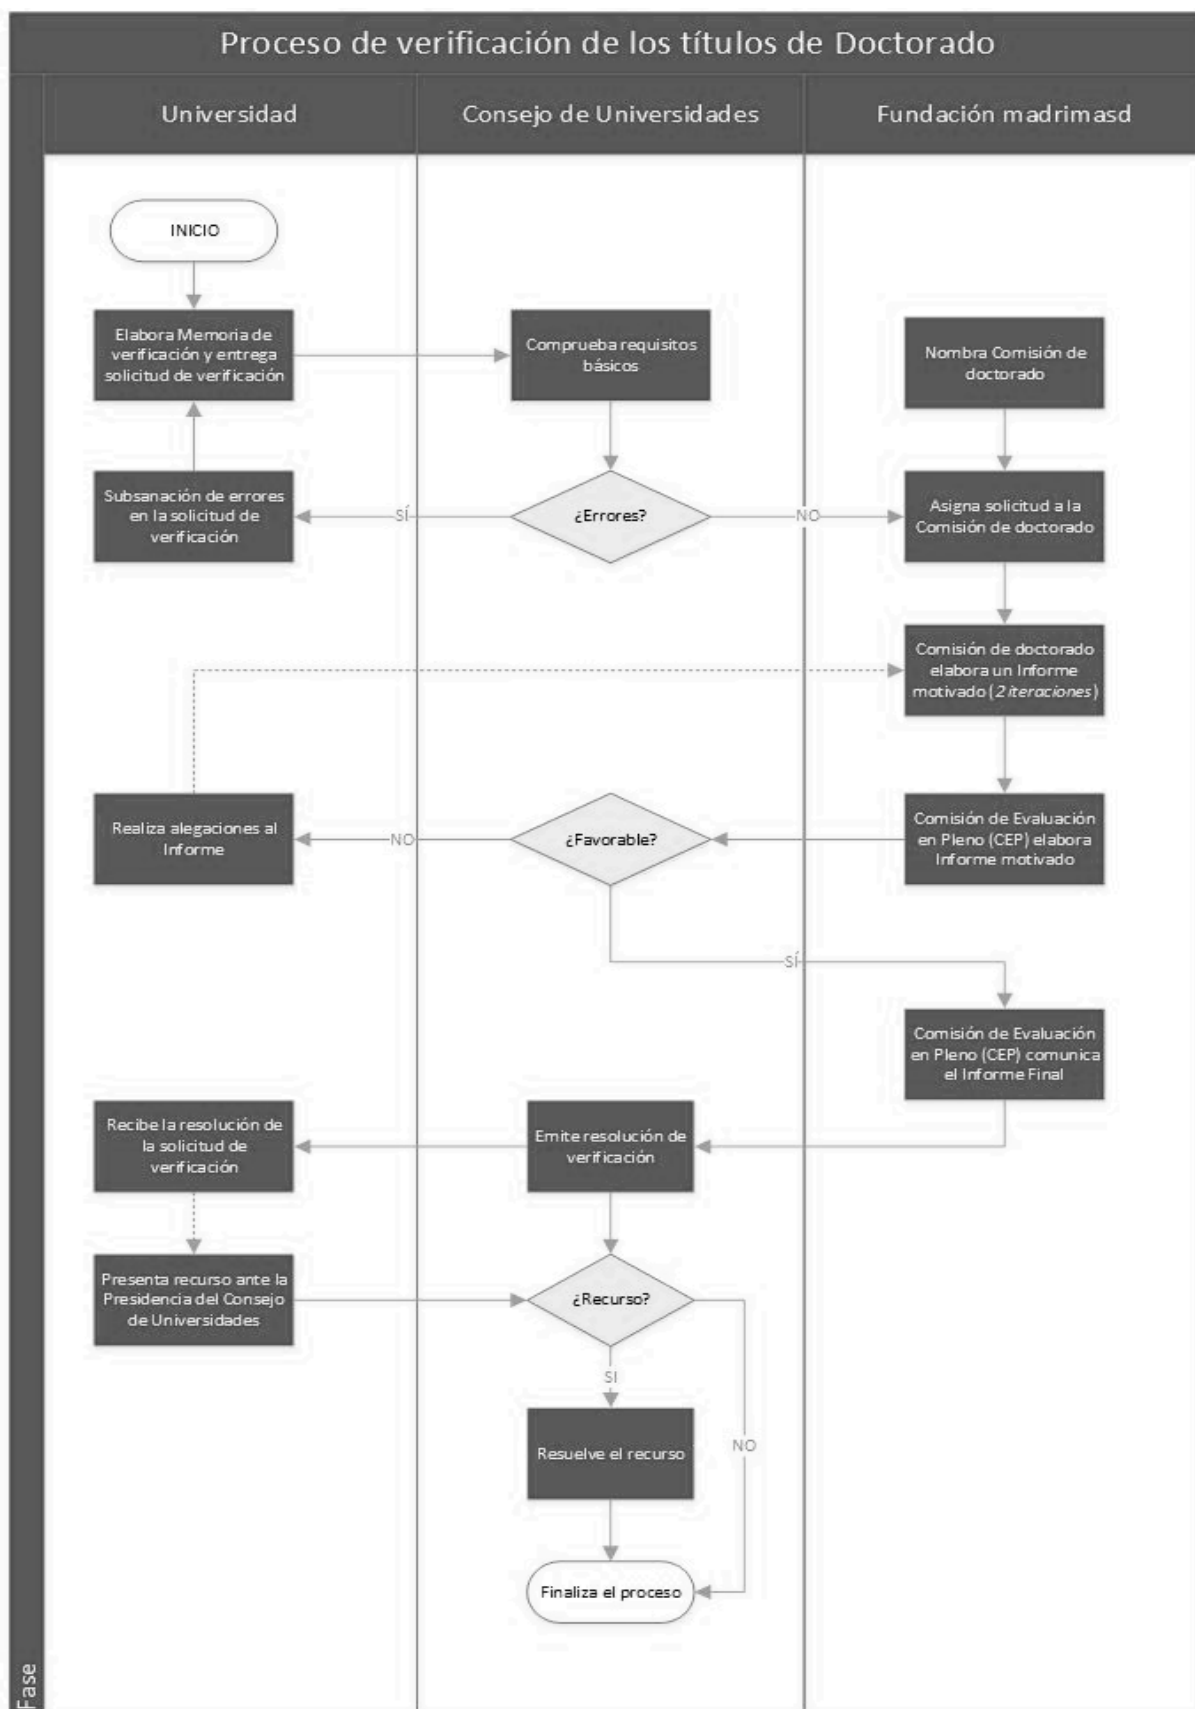 Proceso de verificación de los títulos de Doctorado
Universidad
Consejo de Universidades
Fundación madrimasd
INICIO
Elabora Memoria de
verificación y entrega
solicitud de verificación
Comprueba requisitos
básicos
Nombra Comisión de
doctorado
Subsanación de errores
en la solicitud de
verificación
SÍ
¿Errores?
NO
Asigna solicitud a la
Comisión de doctorado
Comisión de doctorado
elabora un Informe
motivado (2 iteraciones)
Realiza alegaciones al
Informe
NO
¿Favorable?
Comisión de Evaluación
en Pleno (CEP) elabora
Informe motivado
SÍ
Comisión de Evaluación
en Pleno (CEP) comunica
el Informe Final
Recibe la resolución de
la solicitud de
verificación
Emite resolución de
verificación
Presenta recurso ante la
Presidencia del Consejo
de Universidades
¿Recurso?
SI
NO
Resuelve el recurso
Finaliza el proceso
Fase